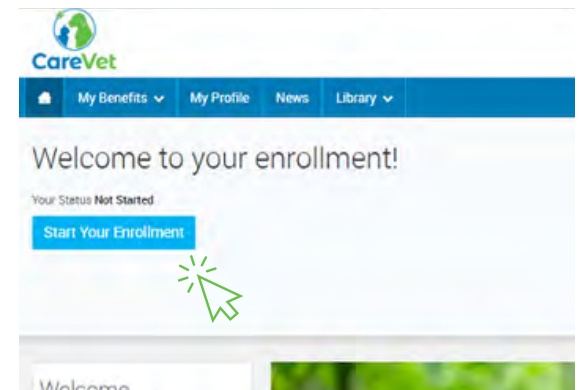 CareVet
My Benefits My Profile News Library
Welcome to your enrollment!
Your Status Not Started
Start Your Enrollment
Welcome